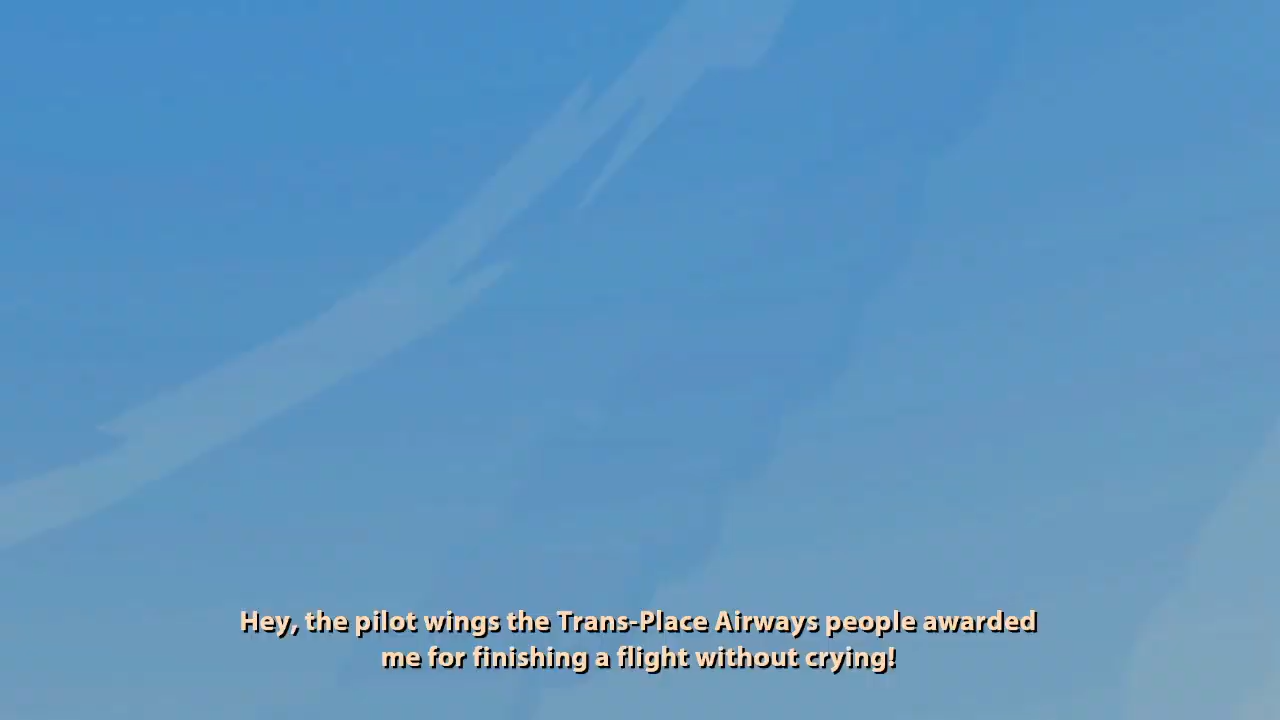 Hey, the pilot wings the Trans-Place Airways people awarded
me for finishing a flight without crying!